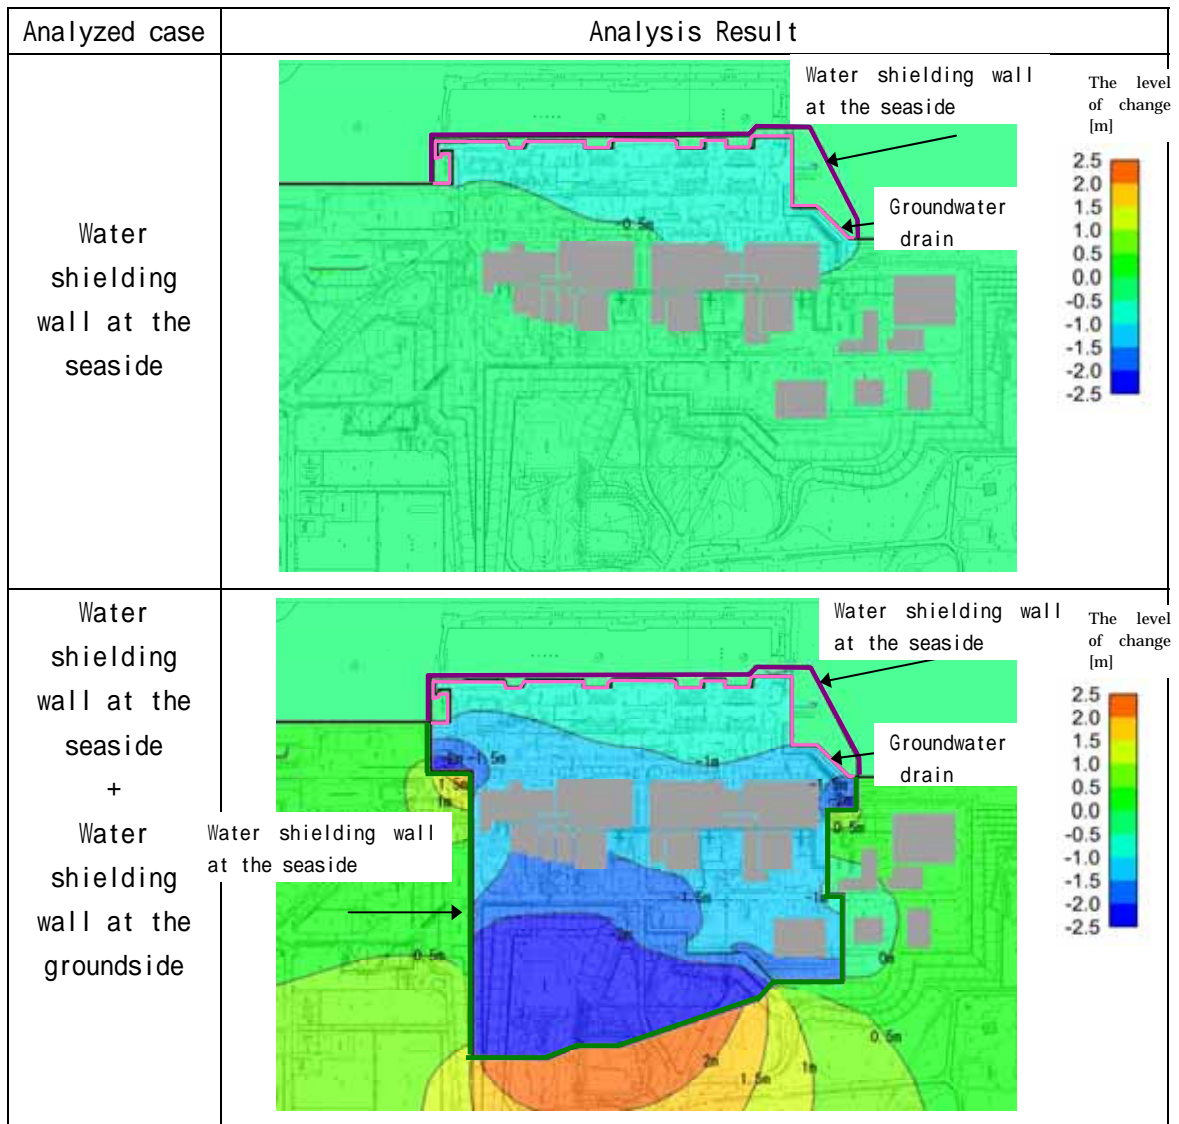 Analyzed case
Analysis Result
Water
shielding
wall at the
seaside
Water shielding wall
at the seaside
Groundwater
drain
-0.5m
The level
of change
[m]
2.5
2.0
1.5
1.0
0.5
0.0
-0.5
-1.0
-1.5
-2.0
-2.5
Water
shielding
wall at the
seaside
+
Water
shielding
wall at the
groundside
Water shielding wall
at the seaside
Groundwater
drain
Water shielding wall
at the seaside
-1m
-1.5m
1.5m
1m
0.5m
-1.5m
0m
0.5m
2m
1.5m
1m
0.5m
The level
of change
[m]
2.5
2.0
1.5
1.0
0.5
0.0
-0.5
-1.0
-1.5
-2.0
-2.5